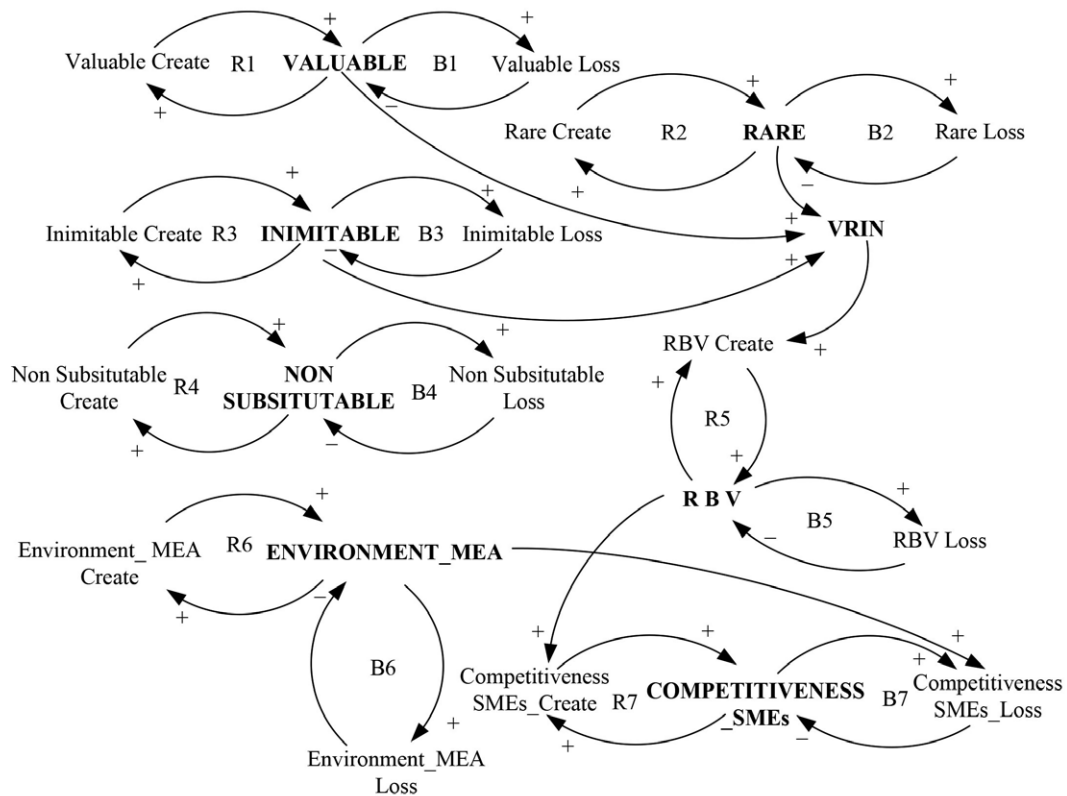 Valuable Create
R1
VALUABLE
B1
Valuable Loss
Rare Create
R2
RARE
B2
Rare Loss
Inimitable Create
R3
INIMITABLE
B3
Inimitable Loss
VRIN
Non Subsitutable
Create
R4
NON
SUBSITUTABLE
B4
Non Subsitutable
Loss
RBV Create
R5
R B V
B5
RBV Loss
Environment_ MEA
Create
R6
ENVIRONMENT_MEA
B6
Environment_MEA
Loss
Competitiveness
SMEs_Create
R7
COMPETITIVENESS
_SMEs
B7
Competitiveness
SMEs_Loss
+
+
+
−
+
+
+
−
+
+
+
−
+
+
+
+
+
−
+
+
+
+
−
+
+
−
+
+
+
+
+
+
−